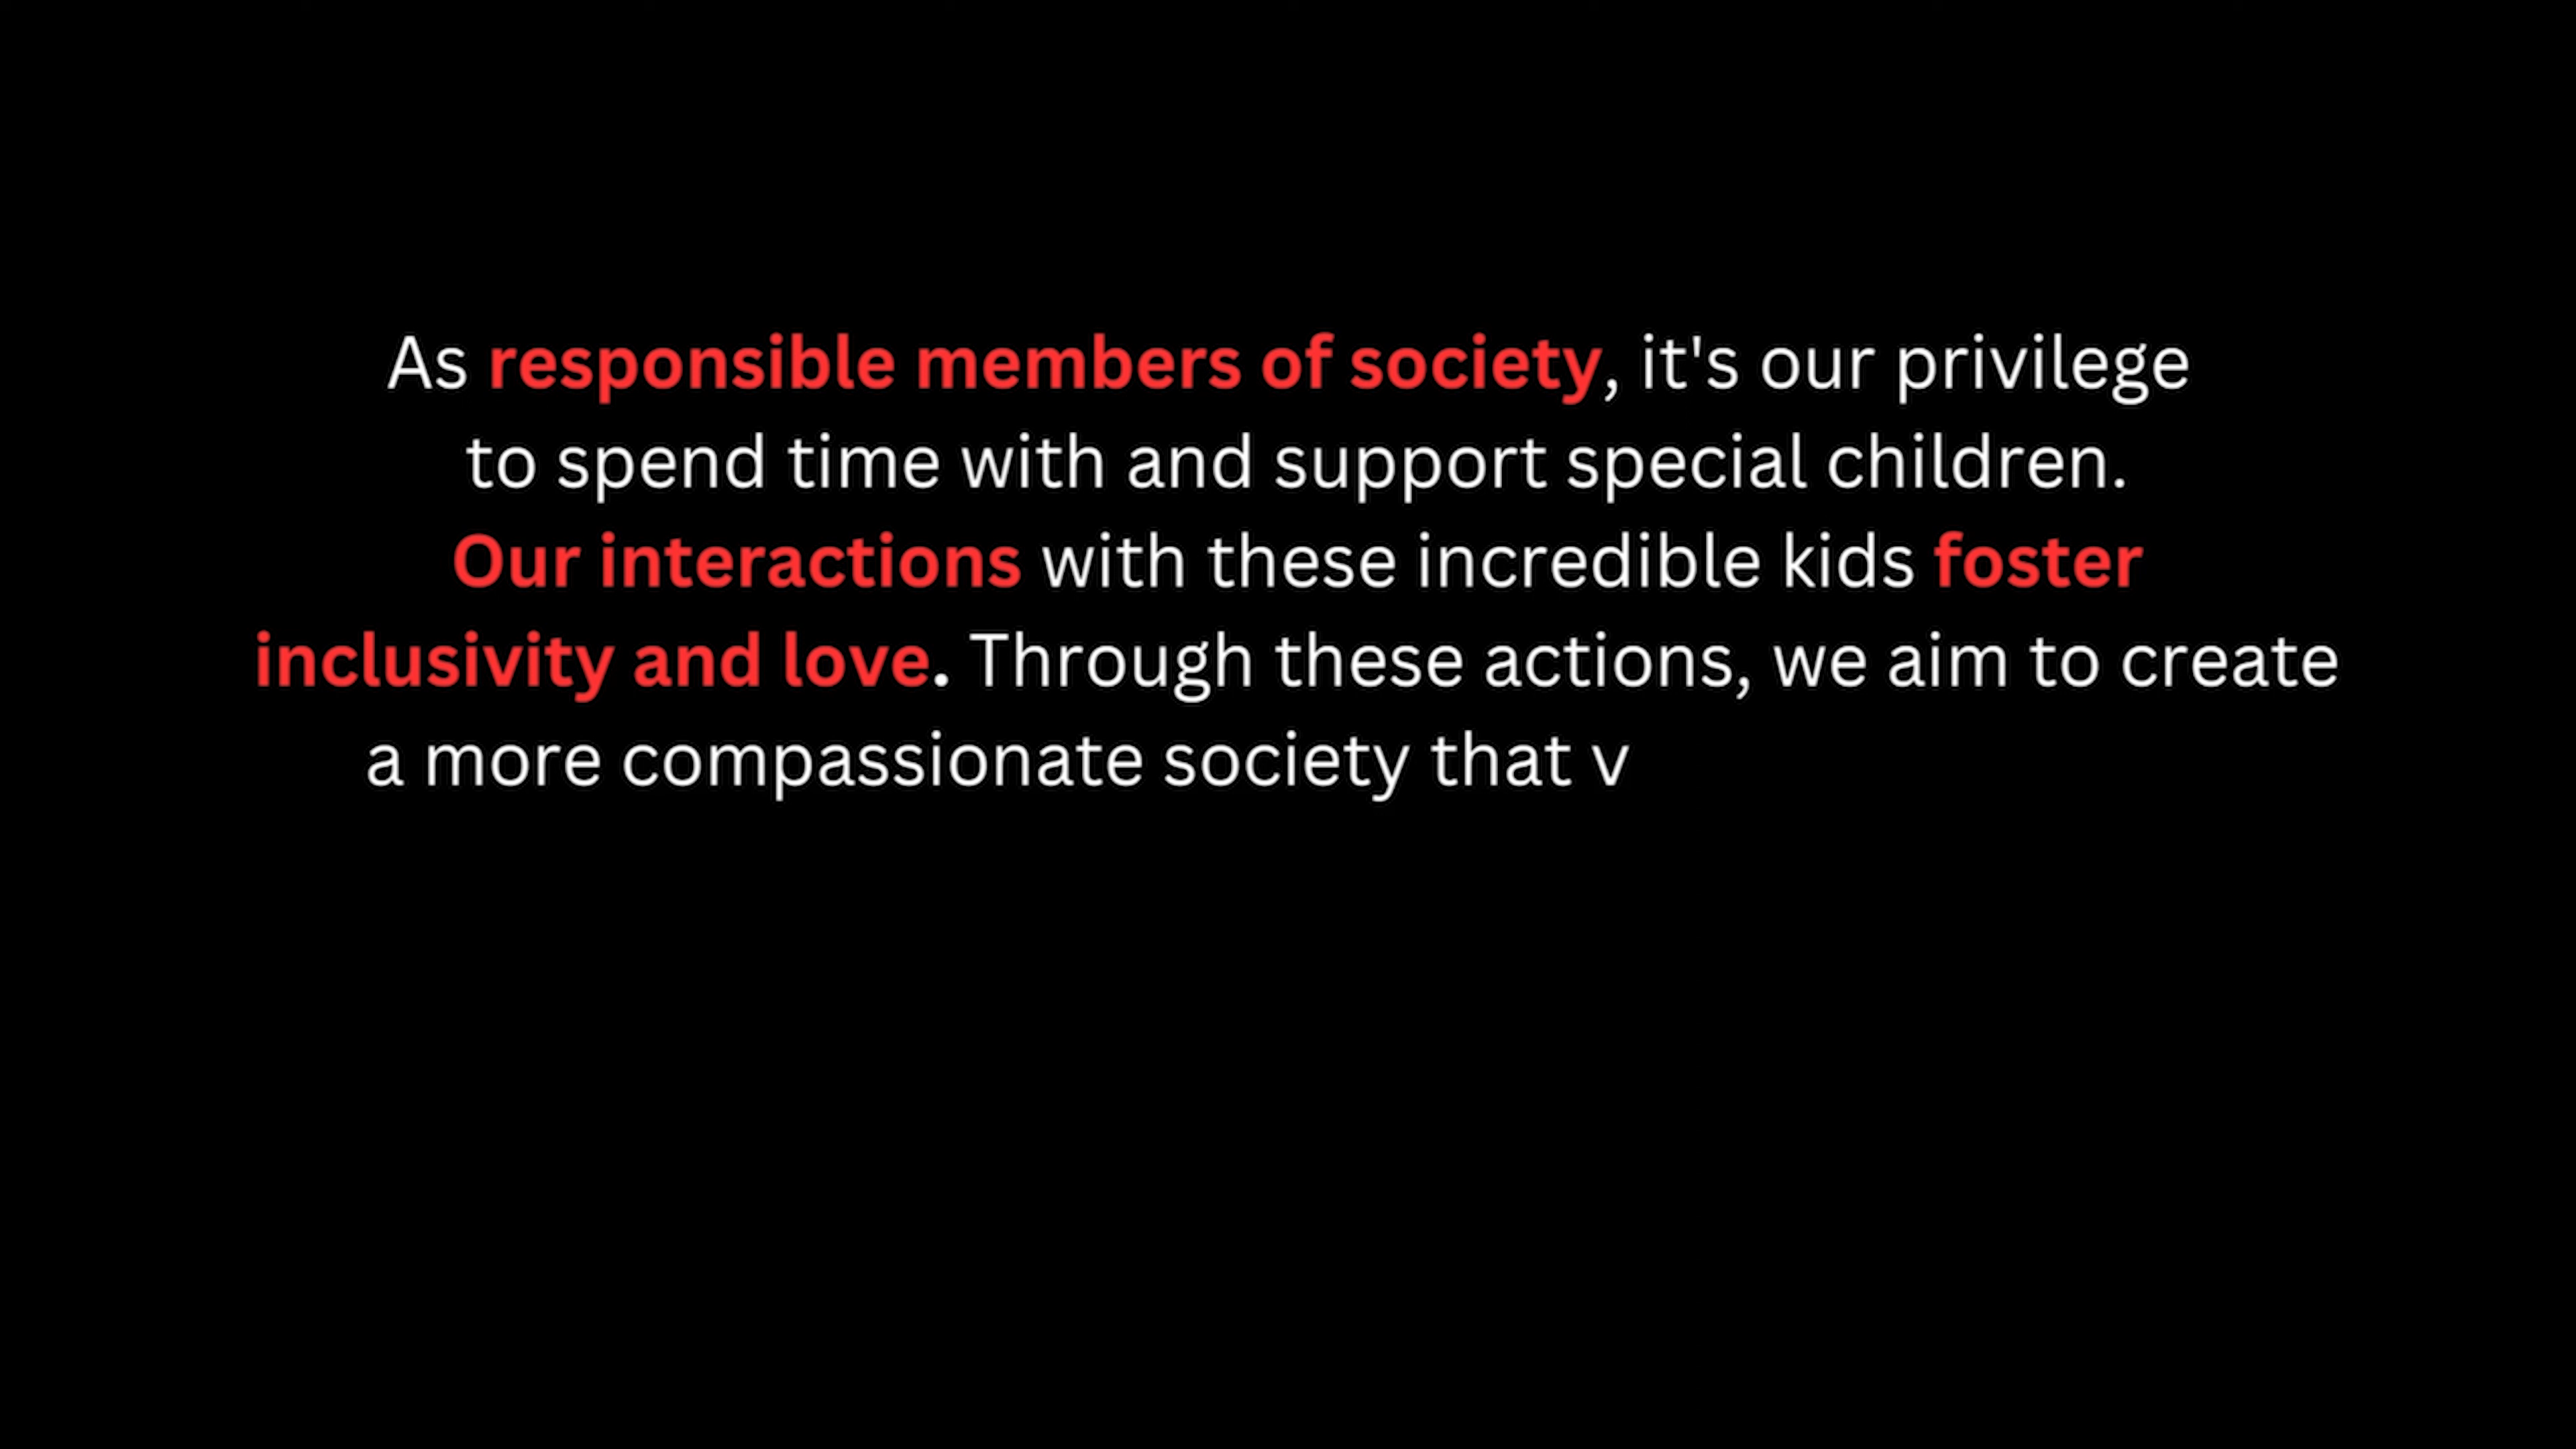 As responsible members of society, it's our privilege
to spend time with and support special children.
Our interactions with these incredible kids foster
inclusivity and love. Through these actions, we aim to create
a more compassionate society that v